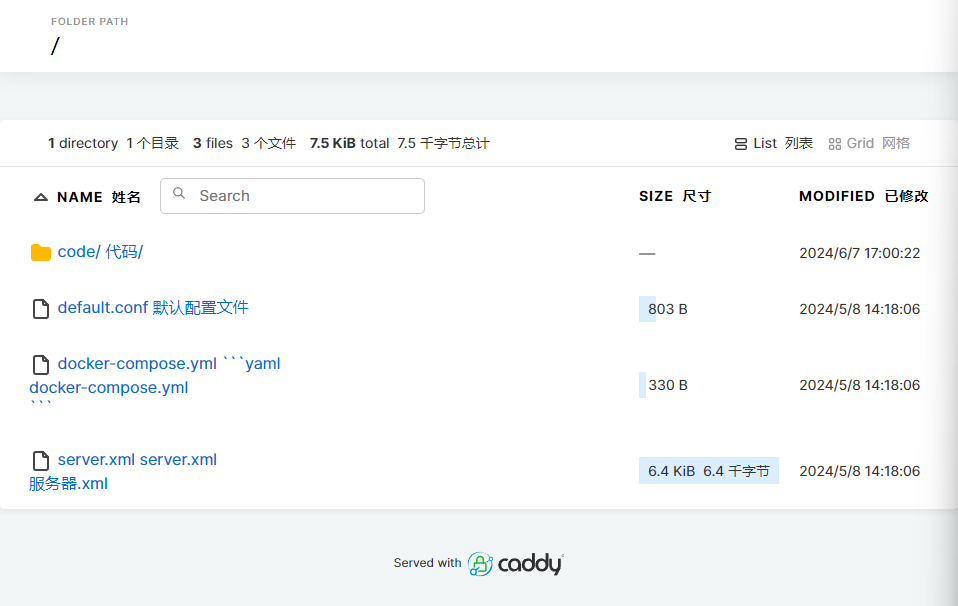 FOLDER PATH
/
1 directory 1 个目录 3 files 3 个文件 7.5 KiB total 7.5 千字节总计 List 列表 Grid 网格
NAME 姓名 Search SIZE 尺寸 MODIFIED 已修改
code/ 代码/ — 2024/6/7 17:00:22
default.conf 默认配置文件 803 B 2024/5/8 14:18:06
docker-compose.yml ```yaml
docker-compose.yml 330 B 2024/5/8 14:18:06
```
server.xml server.xml 6.4 KiB 6.4 千字节 2024/5/8 14:18:06
服务器.xml
Served with caddy